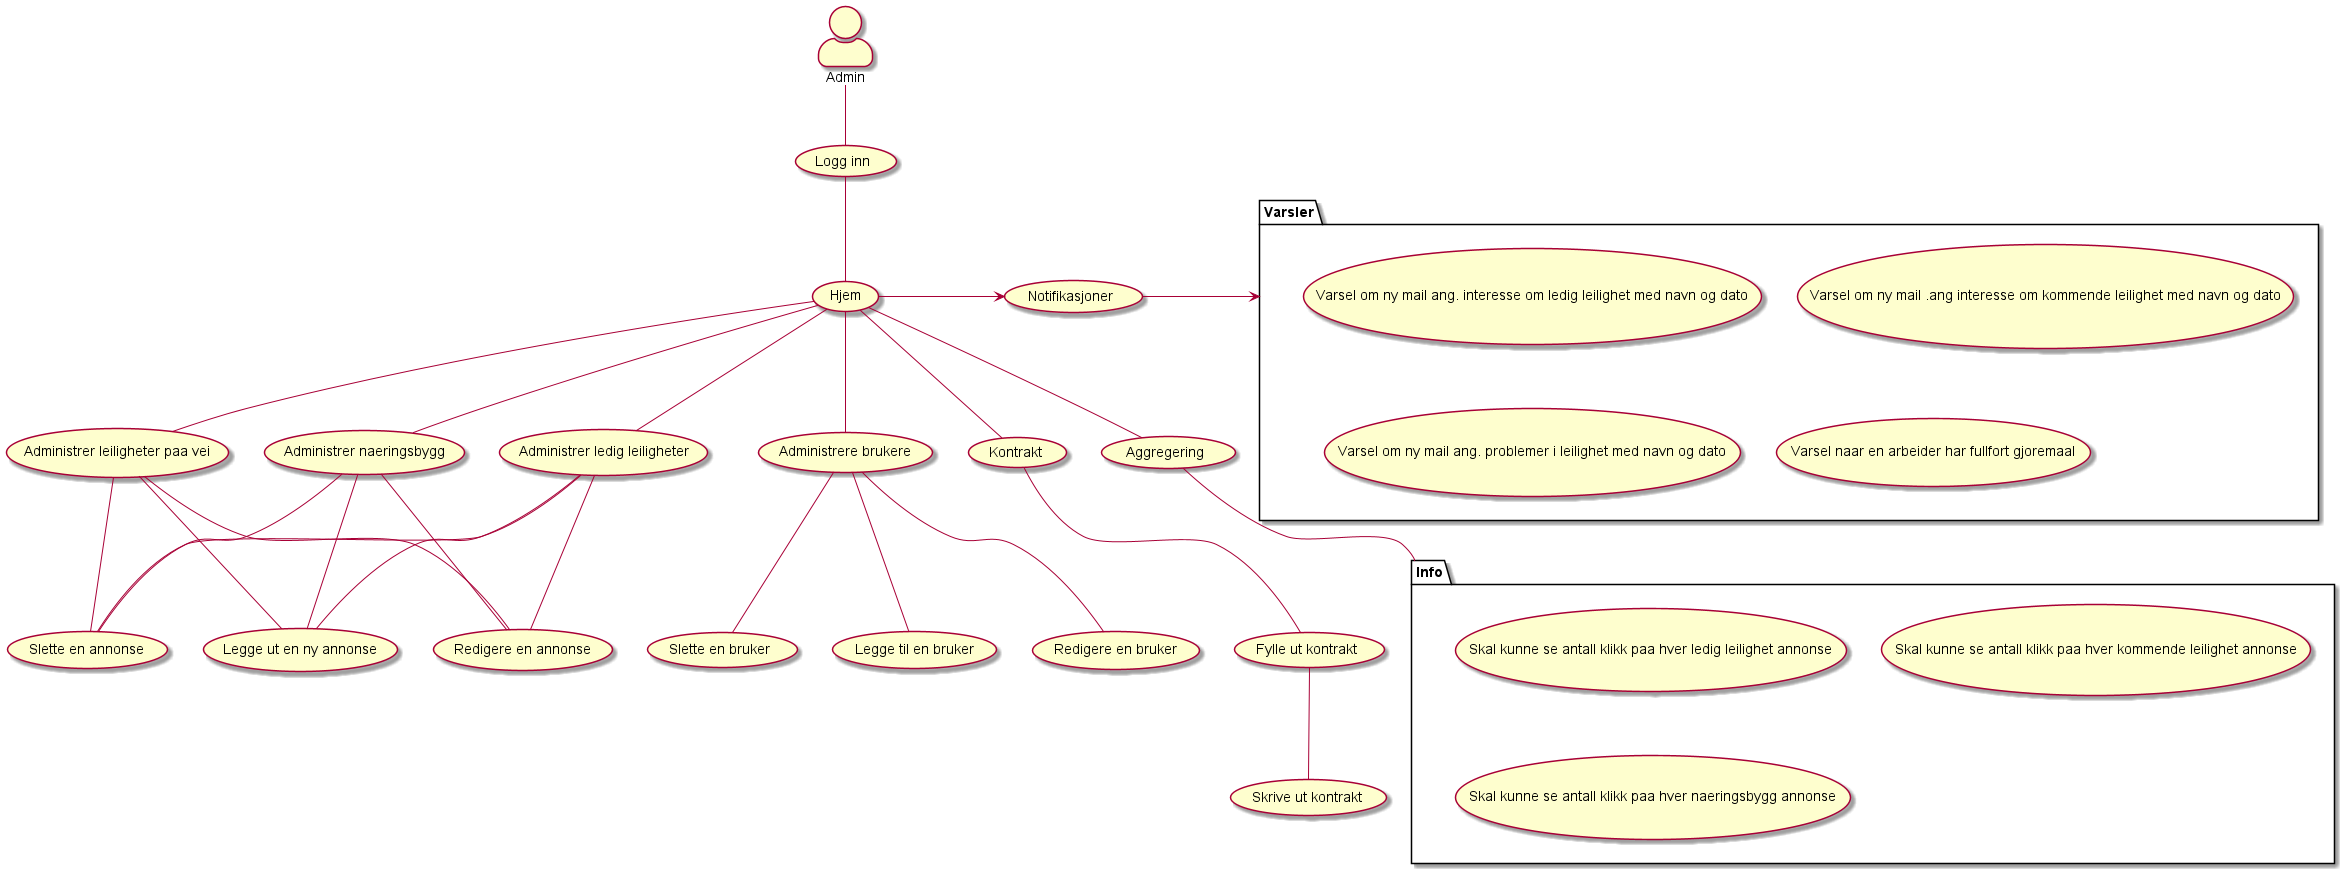 Admin
Logg inn
Varsler
Hjem
Notifikasjoner
Varsel om ny mail ang. interesse om ledig leilighet med navn og dato
Varsel om ny mail .ang interesse om kommende leilighet med navn og dato
Administrer leiligheter paa vei
Administrer naeringsbygg
Administrer ledig leiligheter
Administrere brukere
Kontrakt
Aggregering
Varsel om ny mail ang. problemer i leilighet med navn og dato
Varsel naar en arbeider har fullfort gjoremaal
Info
Slette en annonse
Legge ut en ny annonse
Redigere en annonse
Slette en bruker
Legge til en bruker
Redigere en bruker
Fylle ut kontrakt
Skal kunne se antall klikk paa hver ledig leilighet annonse
Skal kunne se antall klikk paa hver kommende leilighet annonse
Skrive ut kontrakt
Skal kunne se antall klikk paa hver naeringsbygg annonse